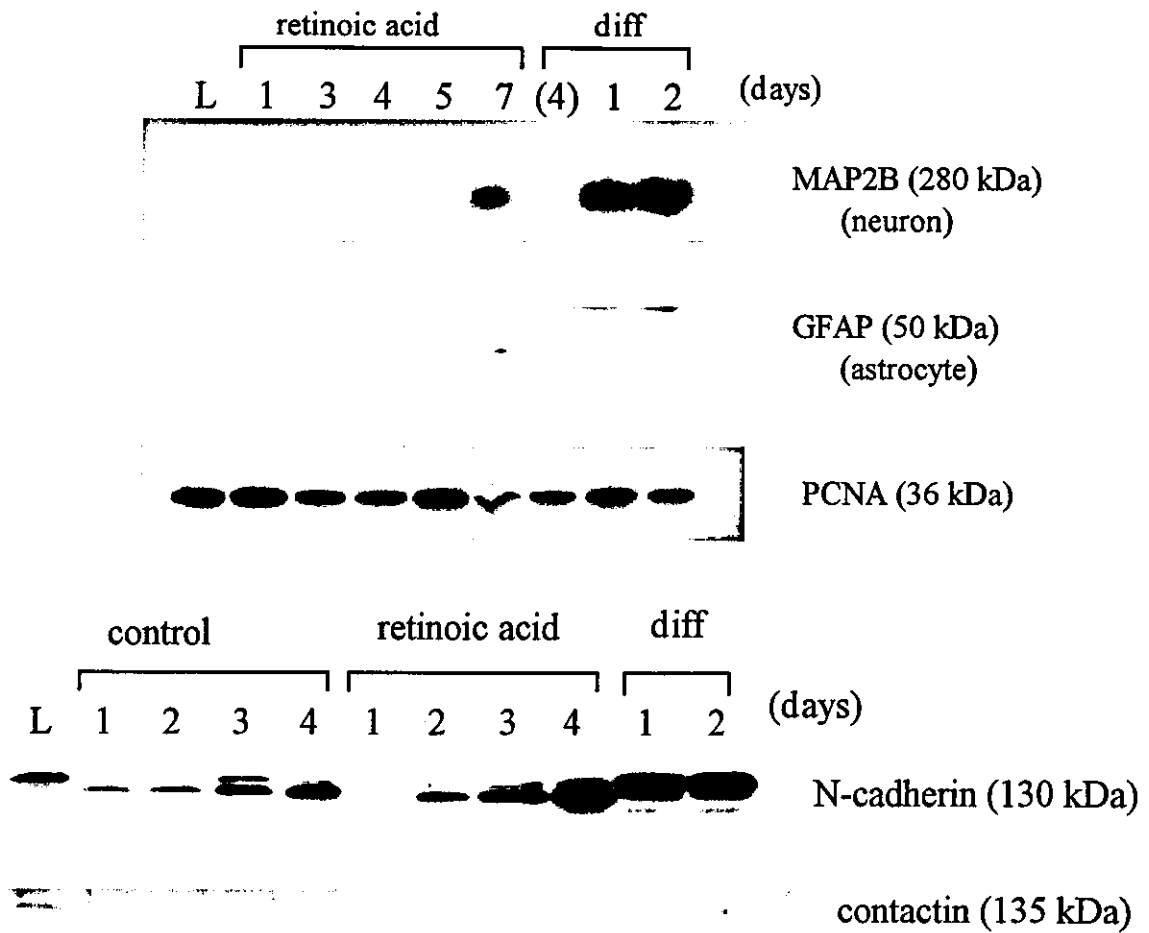 retinoic acid diff
L 1 3 4 5 7 (4) 1 2 (days)
MAP2B (280 kDa)
(neuron)
GFAP (50 kDa)
(astrocyte)
PCNA (36 kDa)
control retinoic acid diff
L 1 2 3 4 1 2 3 4 1 2 (days)
N-cadherin (130 kDa)
contactin (135 kDa)